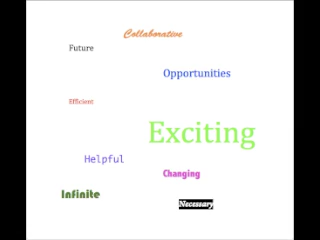 Collaborative
Future
Opportunities
Efficient
Exciting
Helpful
Changing
Infinite
Necessary